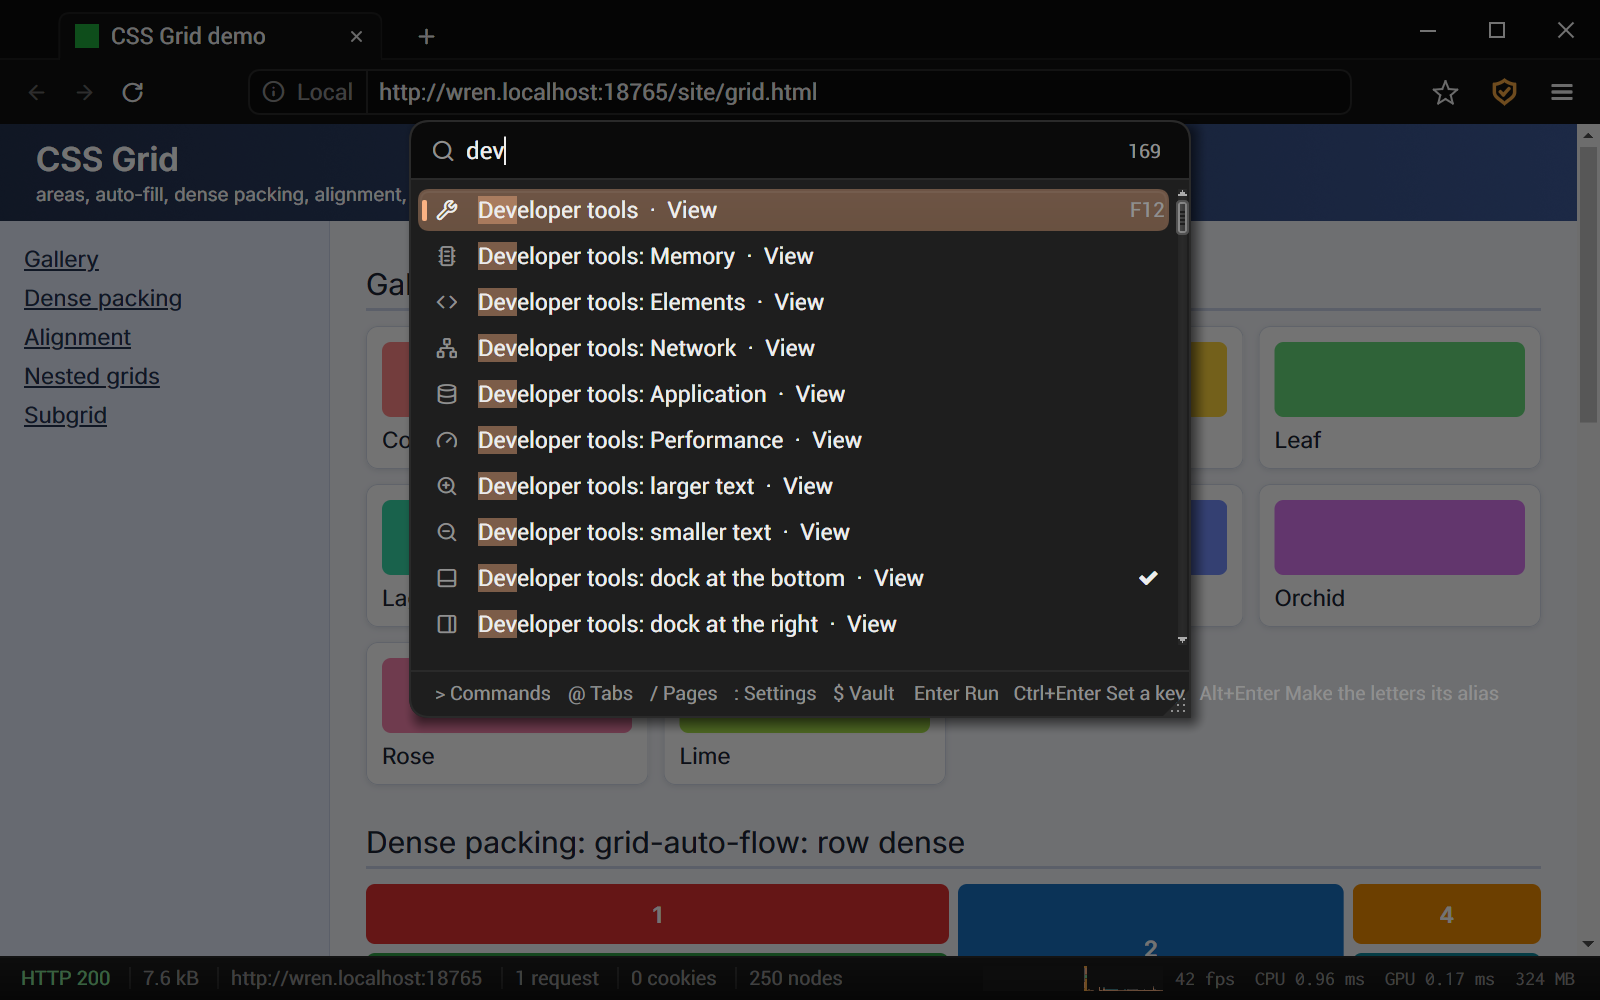 CSS Grid demo
Local
http://wren.localhost:18765/site/grid.html
CSS Grid
areas, auto-fill, dense packing, alignment,
dev
169
Developer tools · View
F12
Developer tools: Memory · View
Developer tools: Elements · View
Developer tools: Network · View
Developer tools: Application · View
Developer tools: Performance · View
Developer tools: larger text · View
Developer tools: smaller text · View
Developer tools: dock at the bottom · View
Developer tools: dock at the right · View
> Commands @ Tabs / Pages : Settings $ Vault Enter Run Ctrl+Enter Set a key Alt+Enter Make the letters its alias
Gallery
Dense packing
Alignment
Nested grids
Subgrid
Leaf
Orchid
Rose
Lime
Dense packing: grid-auto-flow: row dense
1
2
4
HTTP 200
7.6 kB
http://wren.localhost:18765
1 request
0 cookies
250 nodes
42 fps
CPU 0.96 ms
GPU 0.17 ms
324 MB